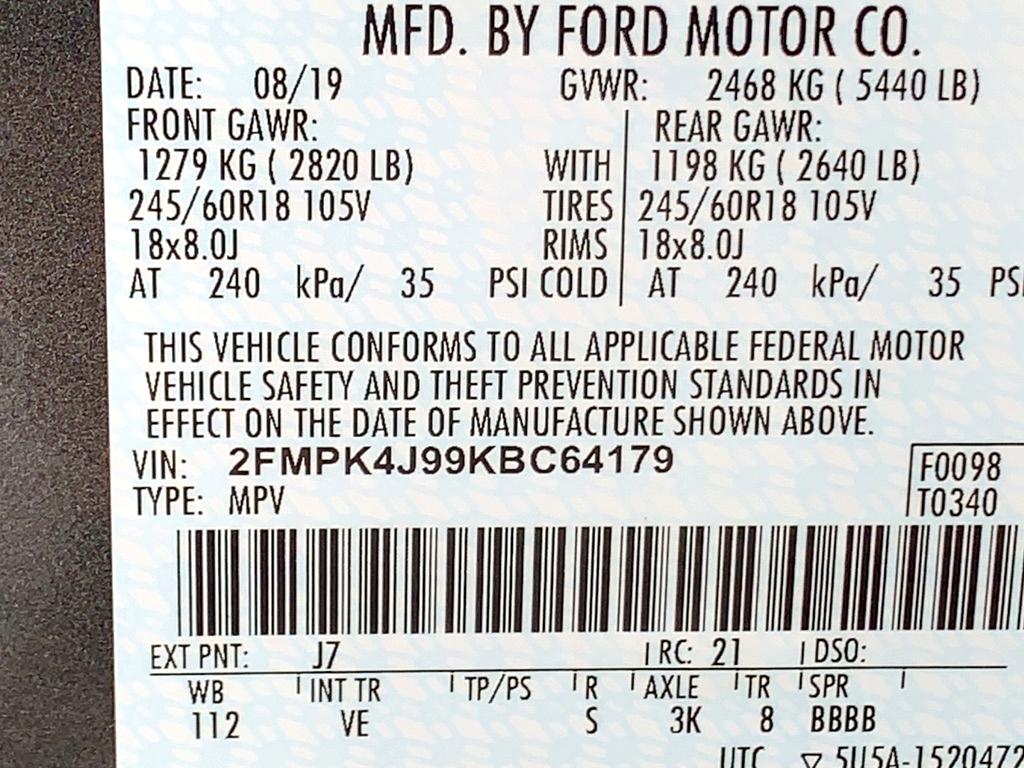 MFD. BY FORD MOTOR CO.
DATE: 08/19 GVWR: 2468 KG ( 5440 LB)
FRONT GAWR: REAR GAWR:
1279 KG ( 2820 LB) WITH 1198 KG ( 2640 LB)
245/60R18 105V TIRES 245/60R18 105V
18x8.0J RIMS 18x8.0J
AT 240 kPa/ 35 PSI COLD AT 240 kPa/ 35 PSI
THIS VEHICLE CONFORMS TO ALL APPLICABLE FEDERAL MOTOR
VEHICLE SAFETY AND THEFT PREVENTION STANDARDS IN
EFFECT ON THE DATE OF MANUFACTURE SHOWN ABOVE.
VIN: 2FMPK4J99KBC64179 F0098
TYPE: MPV T0340
EXT PNT: J7 RC: 21 DSO:
WB INT TR TP/PS R AXLE TR SPR
112 VE S 3K 8 BBBB
UTC ▽ 5U5A-1520472